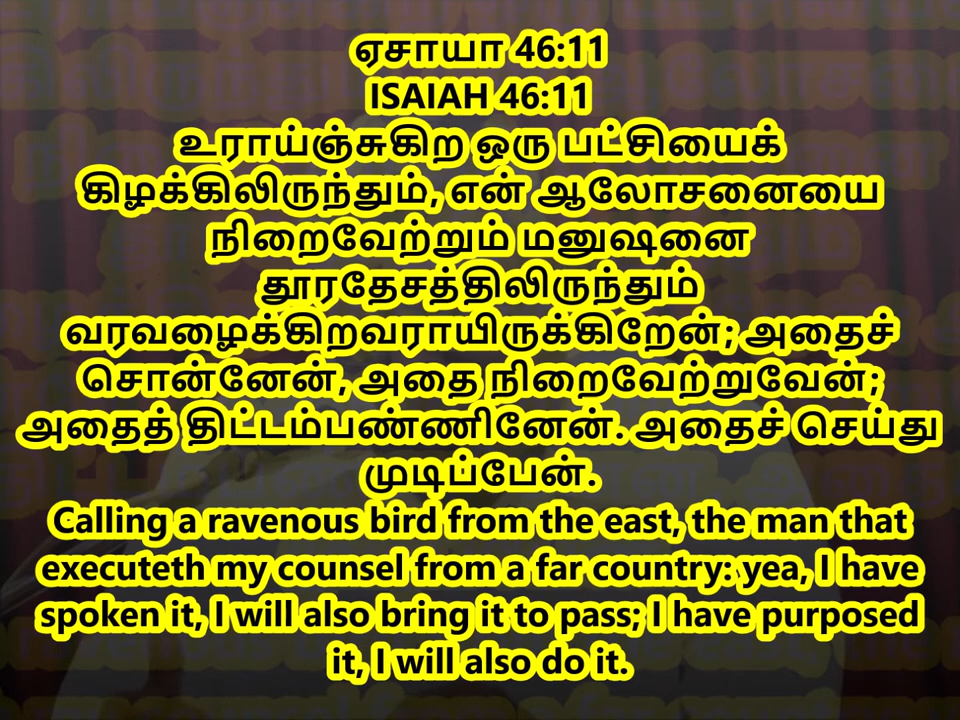 ஏசாயா 46:11
ISAIAH 46:11
உராய்ஞ்சுகிற ஒரு பட்சியைக்
கிழக்கிலிருந்தும், என் ஆலோசனையை
நிறைவேற்றும் மனுஷனை
தூரதேசத்திலிருந்தும்
வரவழைக்கிறவராயிருக்கிறேன்; அதைச்
சொன்னேன், அதை நிறைவேற்றுவேன்;
அதைத் திட்டம்பண்ணினேன். அதைச் செய்து
முடிப்பேன்.
Calling a ravenous bird from the east, the man that
executeth my counsel from a far country: yea, I have
spoken it, I will also bring it to pass; I have purposed
it, I will also do it.